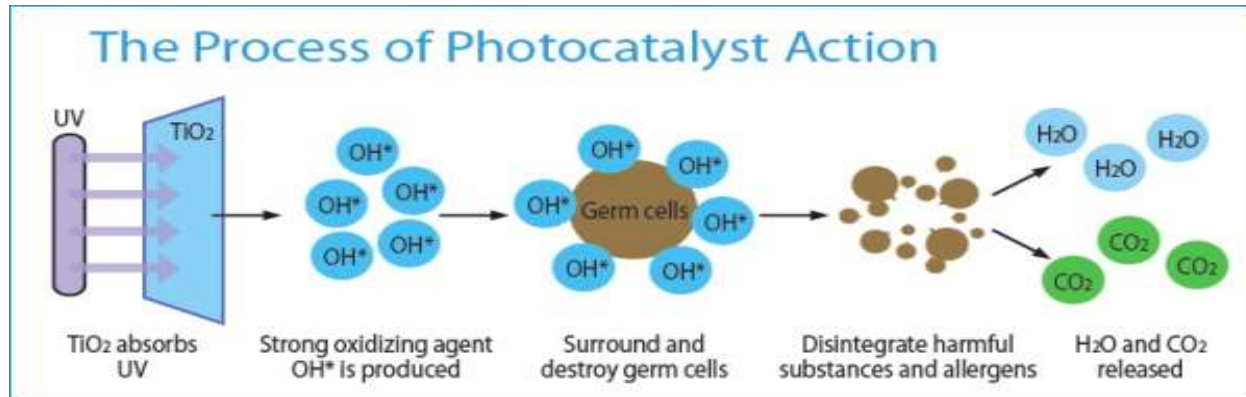 The Process of Photocatalyst Action
UV
TiO2
OH*
OH*
OH*
OH*
OH*
OH*
OH*
OH*
Germ cells
OH*
OH*
OH*
H2O
H2O
H2O
CO2
CO2
CO2
TiO2 absorbs
UV
Strong oxidizing agent
OH* is produced
Surround and
destroy germ cells
Disintegrate harmful
substances and allergens
H2O and CO2
released